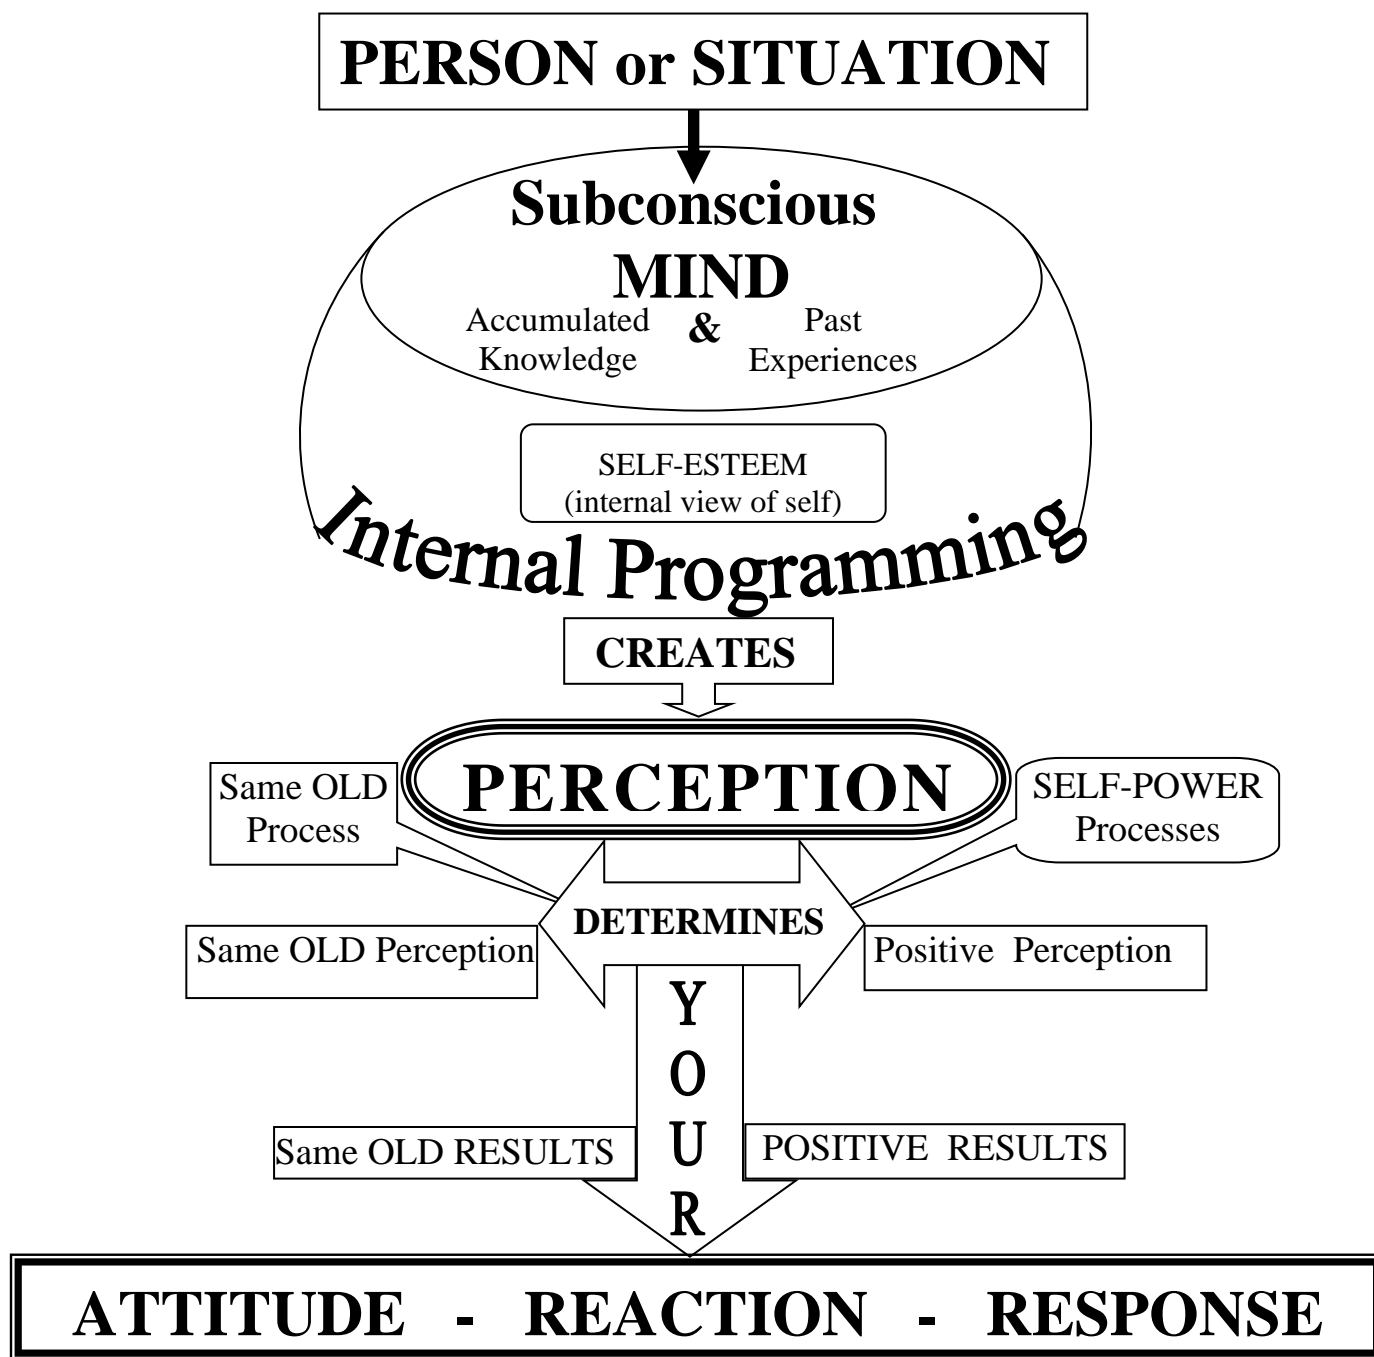 PERSON or SITUATION
Subconscious
MIND
Accumulated & Past
Knowledge Experiences
SELF-ESTEEM
(internal view of self)
Internal Programming
CREATES
PERCEPTION
Same OLD
Process
SELF-POWER
Processes
DETERMINES
Same OLD Perception
Positive Perception
Y
O
U
R
Same OLD RESULTS
POSITIVE RESULTS
ATTITUDE - REACTION - RESPONSE